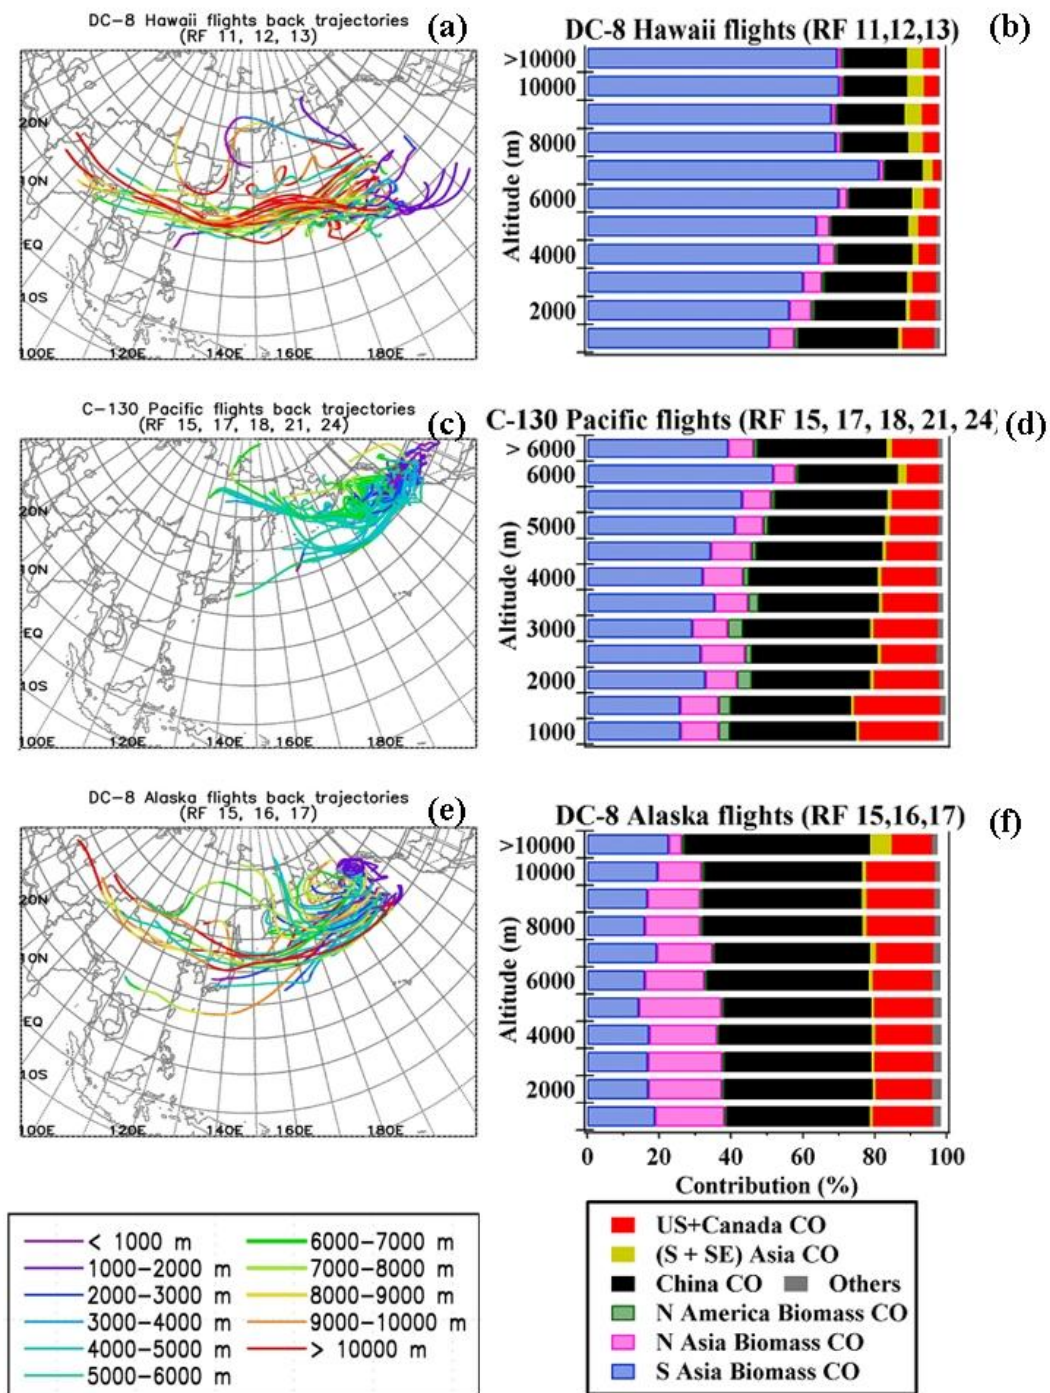 DC-8 Hawaii flights back trajectories
(RF 11, 12, 13)
(a)
20N
10N
EQ
10S
100E 120E 140E 160E 180E
DC-8 Hawaii flights (RF 11,12,13)
(b)
>10000
10000
8000
6000
4000
2000
Altitude (m)
C-130 Pacific flights back trajectories
(RF 15, 17, 18, 21, 24)
(c)
20N
10N
EQ
10S
100E 120E 140E 160E 180E
C-130 Pacific flights (RF 15, 17, 18, 21, 24)
(d)
> 6000
6000
5000
4000
3000
2000
1000
Altitude (m)
DC-8 Alaska flights back trajectories
(RF 15, 16, 17)
(e)
20N
10N
EQ
10S
100E 120E 140E 160E 180E
DC-8 Alaska flights (RF 15,16,17)
(f)
>10000
10000
8000
6000
4000
2000
Altitude (m)
0 20 40 60 80 100
Contribution (%)
< 1000 m
1000-2000 m
2000-3000 m
3000-4000 m
4000-5000 m
5000-6000 m
6000-7000 m
7000-8000 m
8000-9000 m
9000-10000 m
> 10000 m
US+Canada CO
(S + SE) Asia CO
China CO Others
N America Biomass CO
N Asia Biomass CO
S Asia Biomass CO